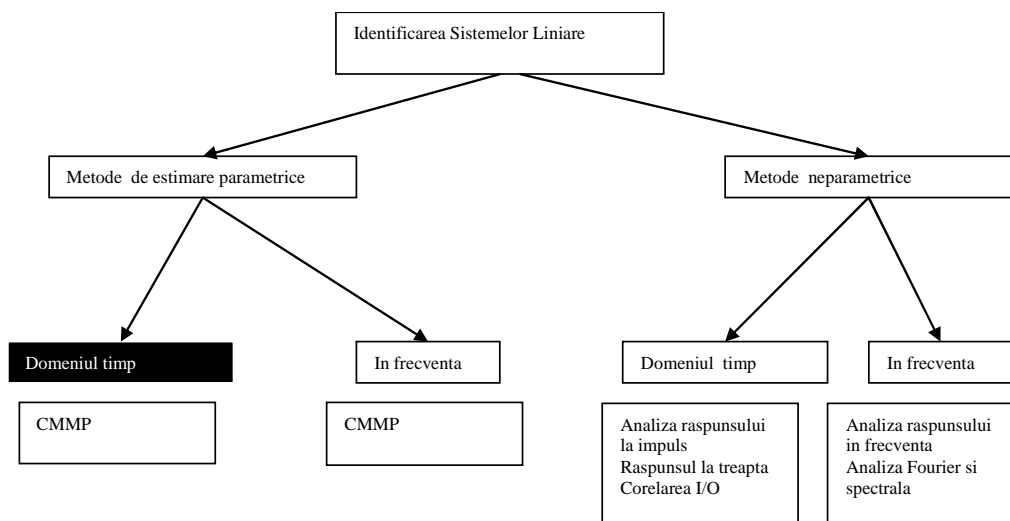 Identificarea Sistemelor Liniare
Metode de estimare parametrice
Metode neparametrice
Domeniul timp
In frecventa
Domeniul timp
In frecventa
CMMP
CMMP
Analiza raspunsului
la impuls
Raspunsul la treapta
Corelarea I/O
Analiza raspunsului
in frecventa
Analiza Fourier si
spectrala